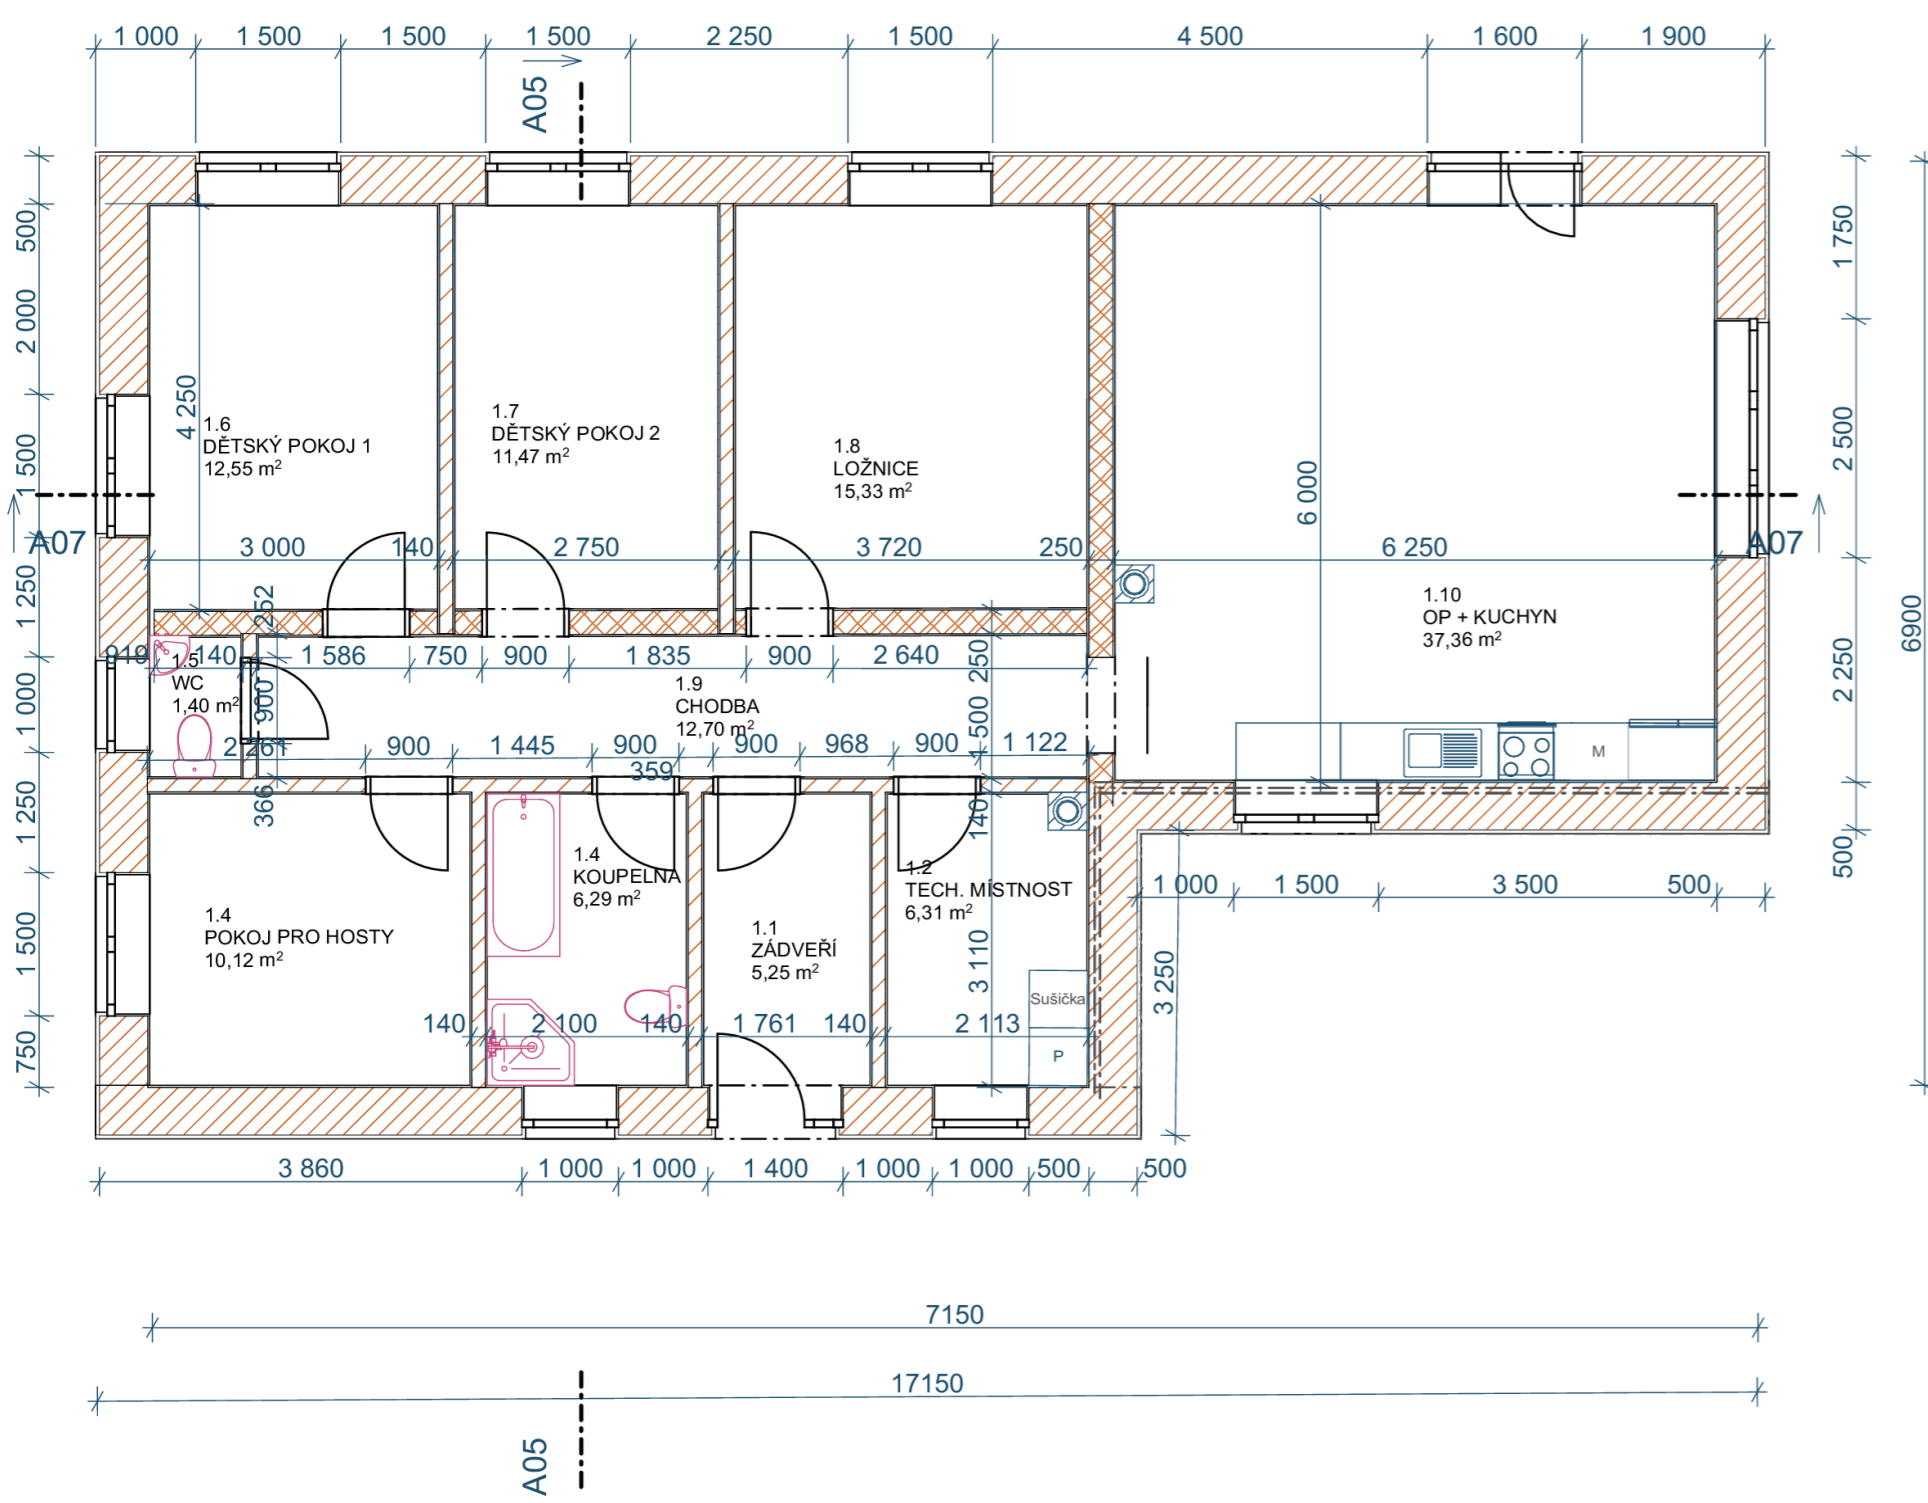 1 000 1 500 1 500 1 500 2 250 1 500 4 500 1 600 1 900
A05
500
2 000
1 500
1 250
1 000
1 250
1 500
750
1 750
2 500
2 250
500
6900
4 250
1.6
DĚTSKÝ POKOJ 1
12,55 m²
1.7
DĚTSKÝ POKOJ 2
11,47 m²
1.8
LOŽNICE
15,33 m²
6 000
A07
A07
3 000 140 2 750 3 720 250 6 250
1.10
OP + KUCHYN
37,36 m²
252
919 140 1 586 750 900 1 835 900 2 640
250
1.5
WC
1,40 m²
900
1.9
CHODBA
12,70 m²
1 500
2 261 900 1 445 900 900 968 900 1 122
359
366
140
M
1.4
POKOJ PRO HOSTY
10,12 m²
1.4
KOUPELNA
6,29 m²
1.1
ZÁDVEŘÍ
5,25 m²
1.2
TECH. MÍSTNOST
6,31 m²
1 000 1 500 3 500 500
3 110
3 250
Sušička
P
140 2 100 140 1 761 140 2 113
3 860 1 000 1 000 1 400 1 000 1 000 500 500
7150
17150
A05